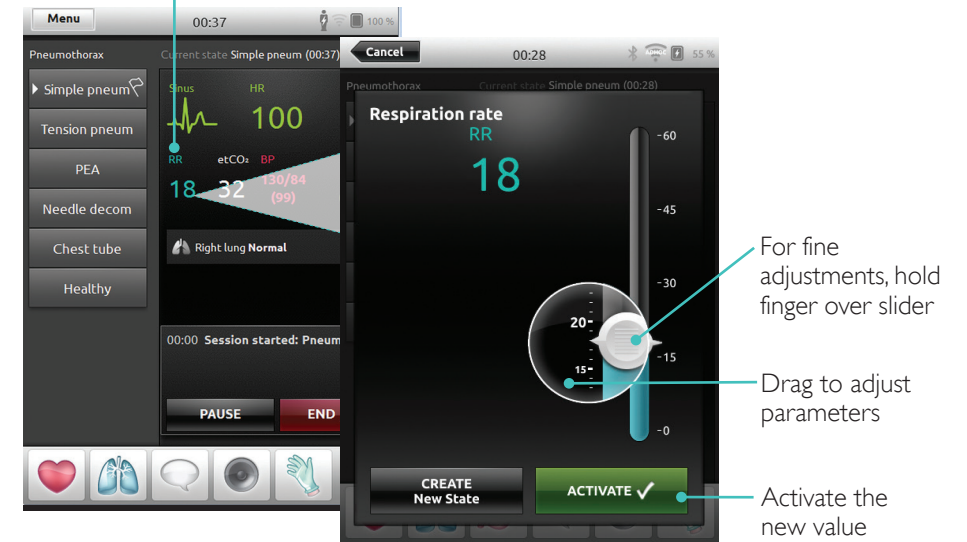 Menu
00:37
100 %
Pneumothorax
Current state Simple pneum (00:37)
Simple pneum
Tension pneum
PEA
Needle decom
Chest tube
Healthy
Sinus
HR
100
RR
etCO₂
BP
18
32
130/84
(99)
Right lung Normal
00:00 Session started: Pneum
PAUSE
END
Cancel
00:28
ADHOC
55 %
Pneumothorax
Current state Simple pneum (00:28)
Respiration rate
RR
18
60
45
30
15
0
20
15
CREATE
New State
ACTIVATE
For fine
adjustments, hold
finger over slider
Drag to adjust
parameters
Activate the
new value